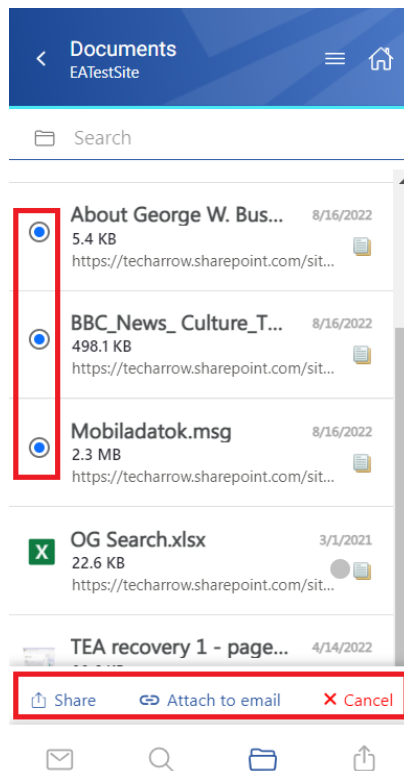 Documents
EATestSite
Search
About George W. Bus... 8/16/2022
5.4 KB
https://techarrow.sharepoint.com/sit...
BBC_News_ Culture_T... 8/16/2022
498.1 KB
https://techarrow.sharepoint.com/sit...
Mobiladatok.msg 8/16/2022
2.3 MB
https://techarrow.sharepoint.com/sit...
OG Search.xlsx 3/1/2021
22.6 KB
https://techarrow.sharepoint.com/sit...
TEA recovery 1 - page... 4/14/2022
Share Attach to email Cancel